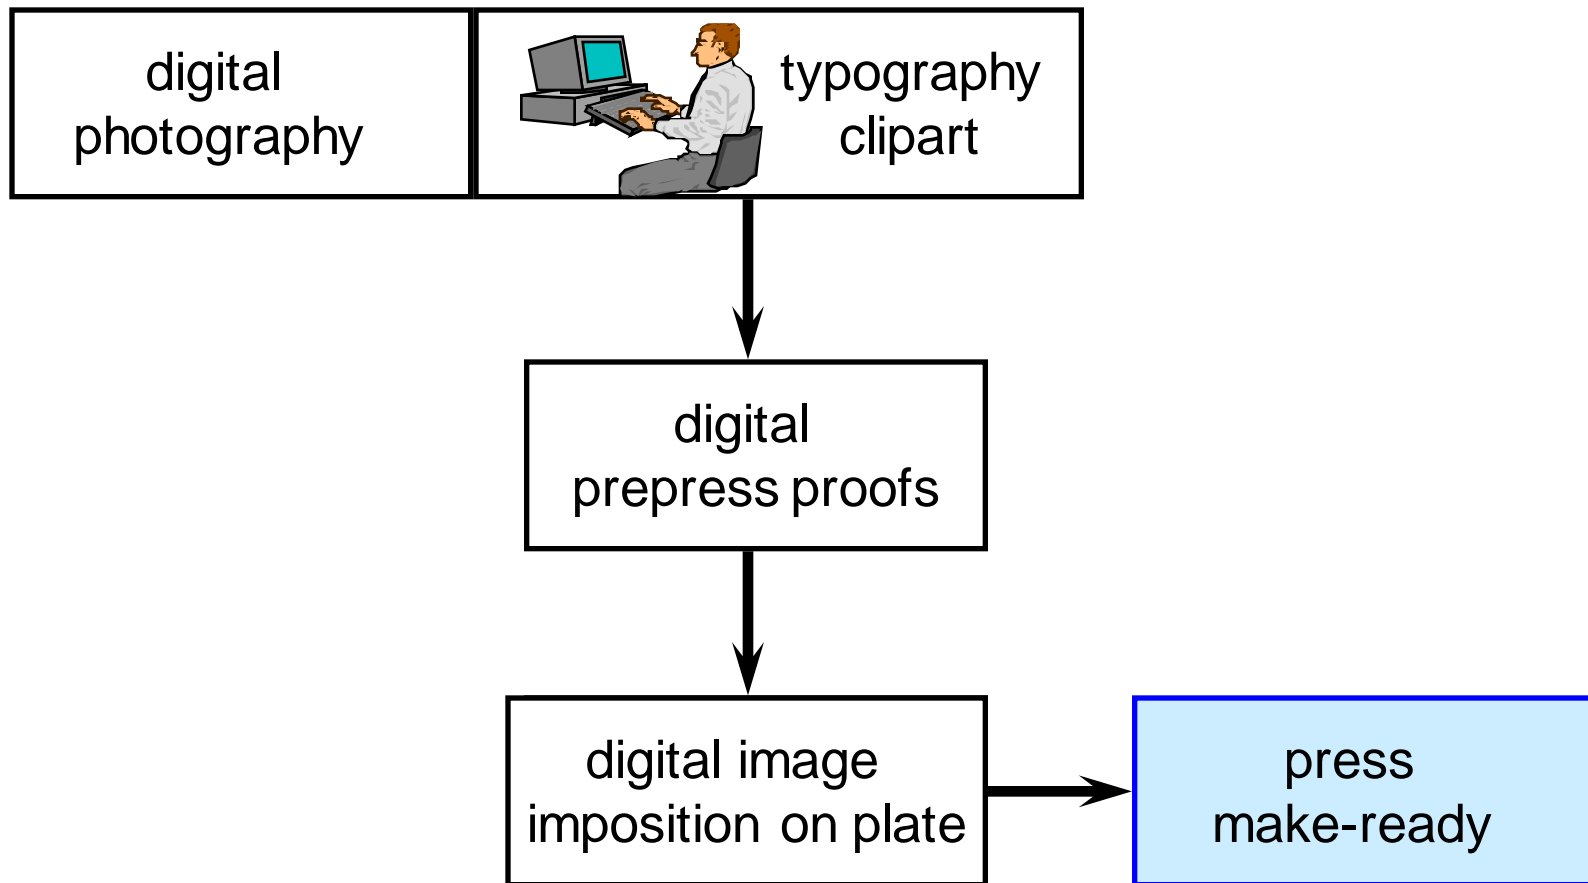 digital
photography
typography
clipart
digital
prepress proofs
digital image
imposition on plate
press
make-ready